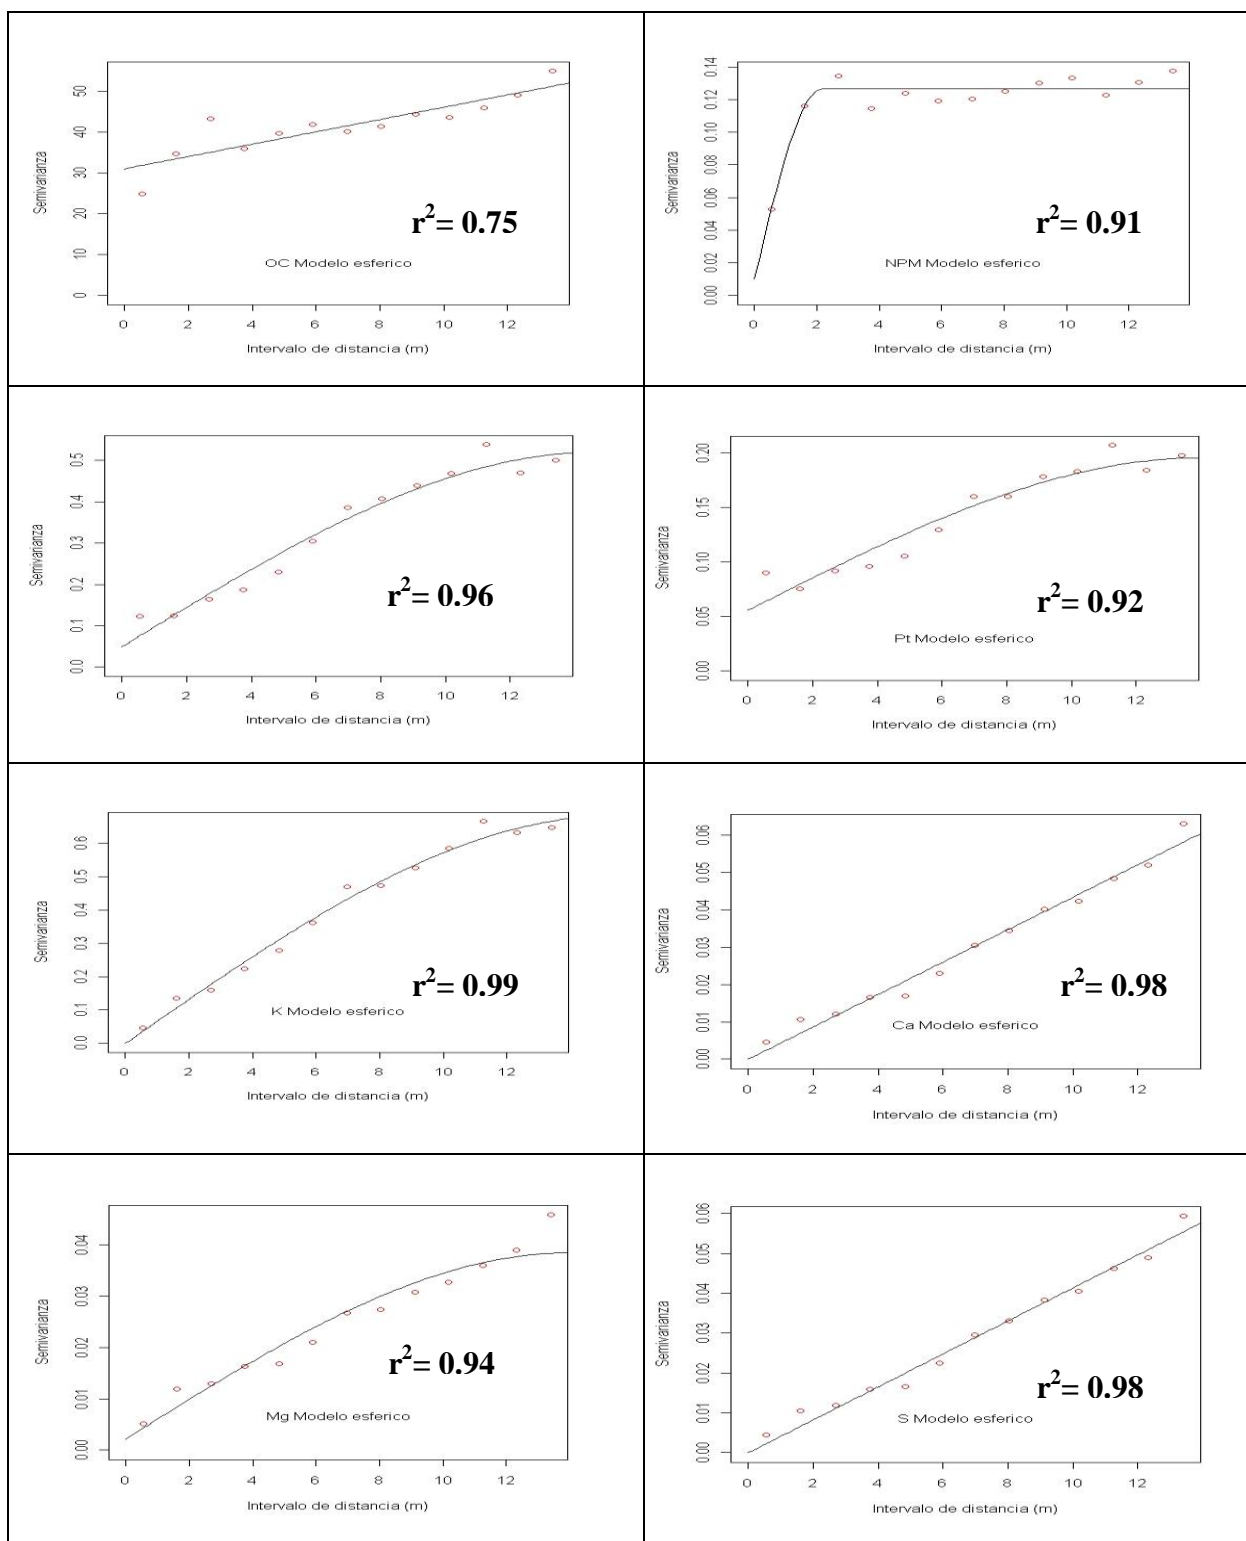 Semivarianza
50
40
30
20
10
0
r²= 0.75
OC Modelo esferico
0 2 4 6 8 10 12
Intervalo de distancia (m)
Semivarianza
0.14
0.12
0.10
0.08
0.06
0.04
0.02
0.00
r²= 0.91
NPM Modelo esferico
0 2 4 6 8 10 12
Intervalo de distancia (m)
Semivarianza
0.5
0.4
0.3
0.2
0.1
0.0
r²= 0.96
0 2 4 6 8 10 12
Intervalo de distancia (m)
Semivarianza
0.20
0.15
0.10
0.05
0.00
r²= 0.92
Pt Modelo esferico
0 2 4 6 8 10 12
Intervalo de distancia (m)
Semivarianza
0.6
0.5
0.4
0.3
0.2
0.1
0.0
r²= 0.99
K Modelo esferico
0 2 4 6 8 10 12
Intervalo de distancia (m)
Semivarianza
0.06
0.05
0.04
0.03
0.02
0.01
0.00
r²= 0.98
Ca Modelo esferico
0 2 4 6 8 10 12
Intervalo de distancia (m)
Semivarianza
0.04
0.03
0.02
0.01
0.00
r²= 0.94
Mg Modelo esferico
0 2 4 6 8 10 12
Intervalo de distancia (m)
Semivarianza
0.06
0.05
0.04
0.03
0.02
0.01
0.00
r²= 0.98
S Modelo esferico
0 2 4 6 8 10 12
Intervalo de distancia (m)